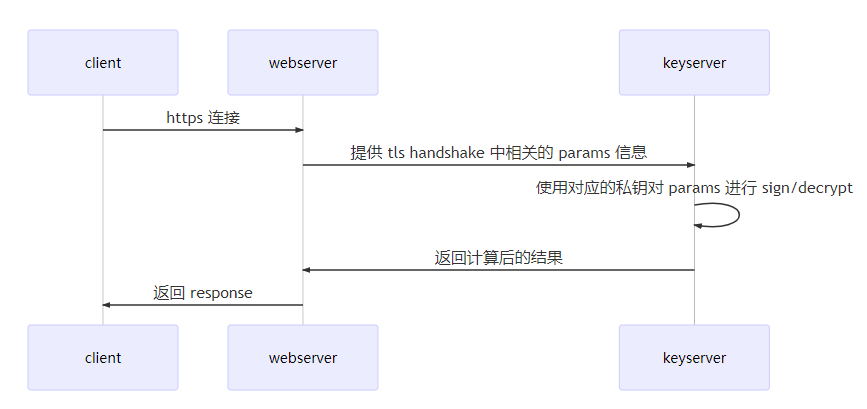 client
webserver
keyserver
https 连接
提供 tls handshake 中相关的 params 信息
使用对应的私钥对 params 进行 sign/decrypt
返回计算后的结果
返回 response
client
webserver
keyserver